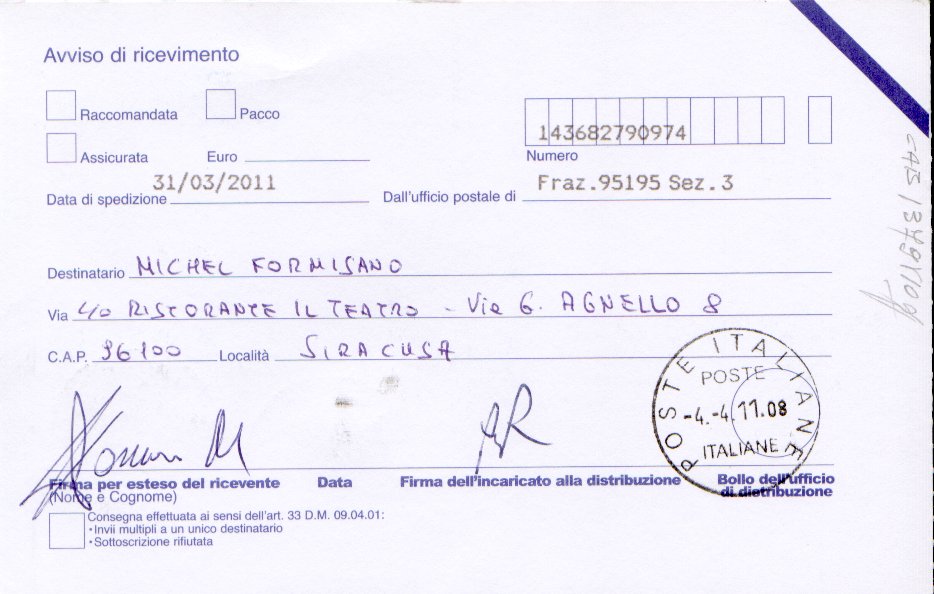 Avviso di ricevimento
Raccomandata Pacco
Assicurata Euro
143682790974
Numero
Data di spedizione 31/03/2011 Dall'ufficio postale di Fraz.95195 Sez.3
Destinatario MICHEL FORMISANO
Via c/o RISTORANTE IL TEATRO - Via G. AGNELLO 8
C.A.P. 96100 Località SIRACUSA
POSTE ITALIANE
POSTE
-4.-4.11.08
ITALIANE
Firma per esteso del ricevente Data Firma dell'incaricato alla distribuzione Bollo dell'ufficio
(Nome e Cognome) di distribuzione
Consegna effettuata ai sensi dell'art. 33 D.M. 09.04.01:
• Invii multipli a un unico destinatario
• Sottoscrizione rifiutata